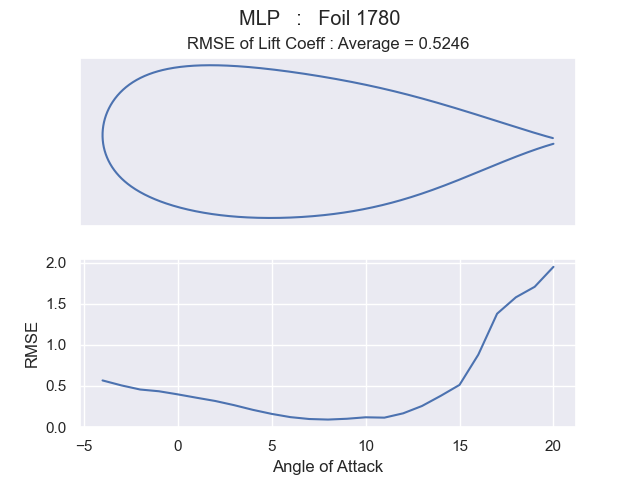 MLP : Foil 1780
RMSE of Lift Coeff : Average = 0.5246
2.0
1.5
1.0
0.5
0.0
RMSE
−5 0 5 10 15 20
Angle of Attack